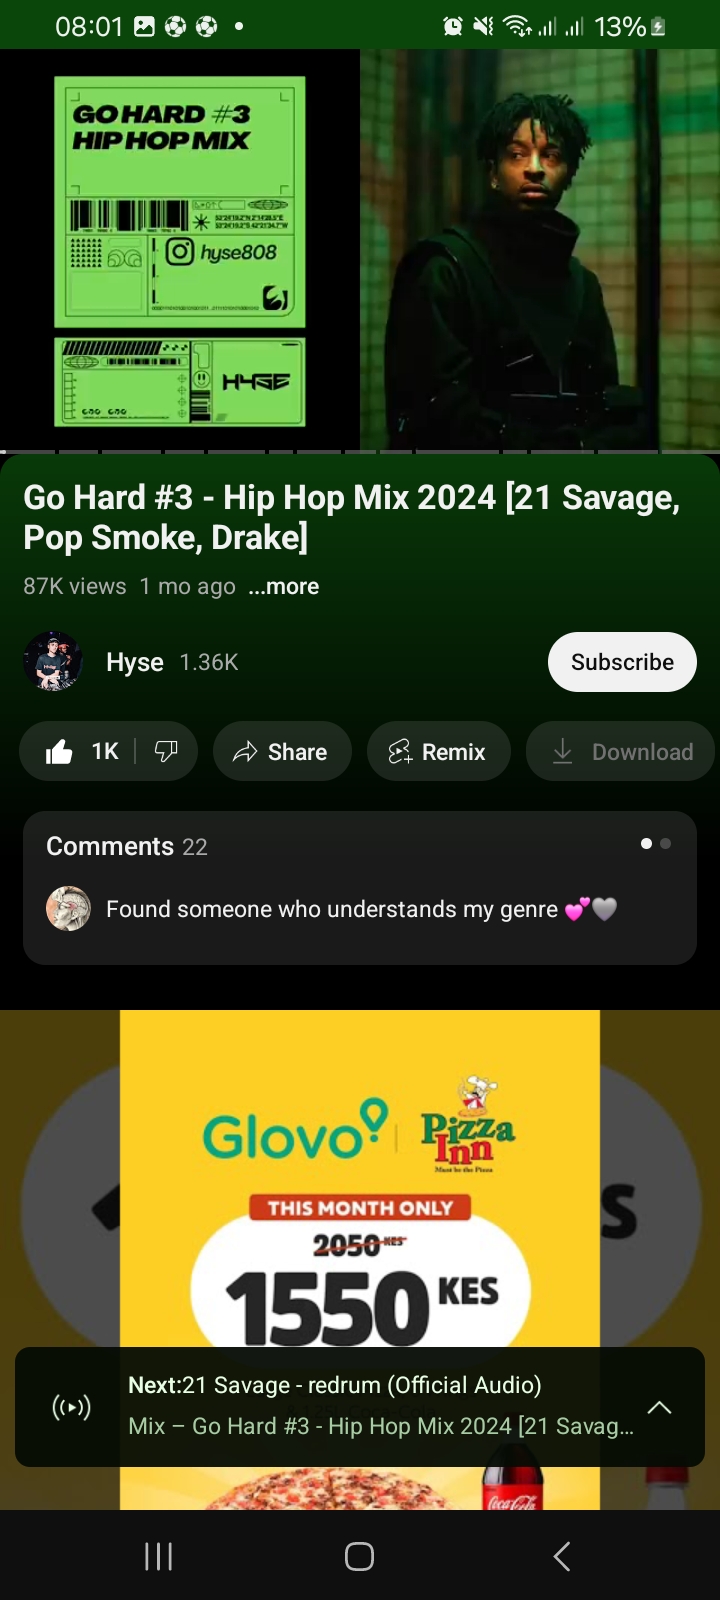 08:01
13%
GO HARD #3
HIP HOP MIX
hyse808
HYSE
Go Hard #3 - Hip Hop Mix 2024 [21 Savage,
Pop Smoke, Drake]
87K views 1 mo ago ...more
Hyse 1.36K
Subscribe
1K
Share
Remix
Download
Comments 22
Found someone who understands my genre 💕🩶
Glovo
Pizza
Inn
Must be the Pizza
THIS MONTH ONLY
2050 KES
1550 KES
S
Next:21 Savage - redrum (Official Audio)
Mix – Go Hard #3 - Hip Hop Mix 2024 [21 Savag...
Coca-Cola